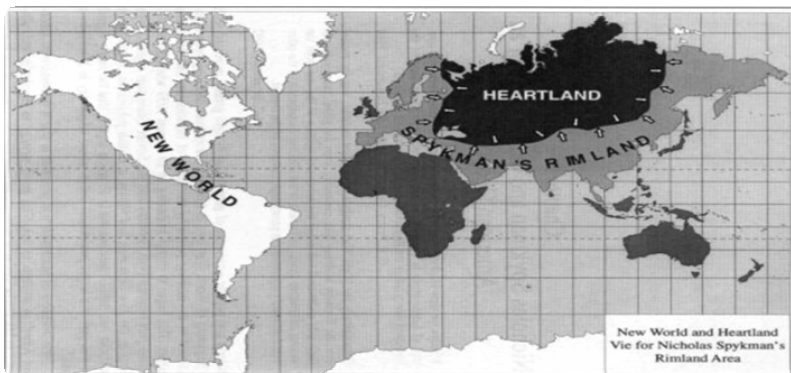 HEARTLAND
NEW WORLD
SPYKMAN'S RIMLAND
New World and Heartland
Vie for Nicholas Spykman's
Rimland Area